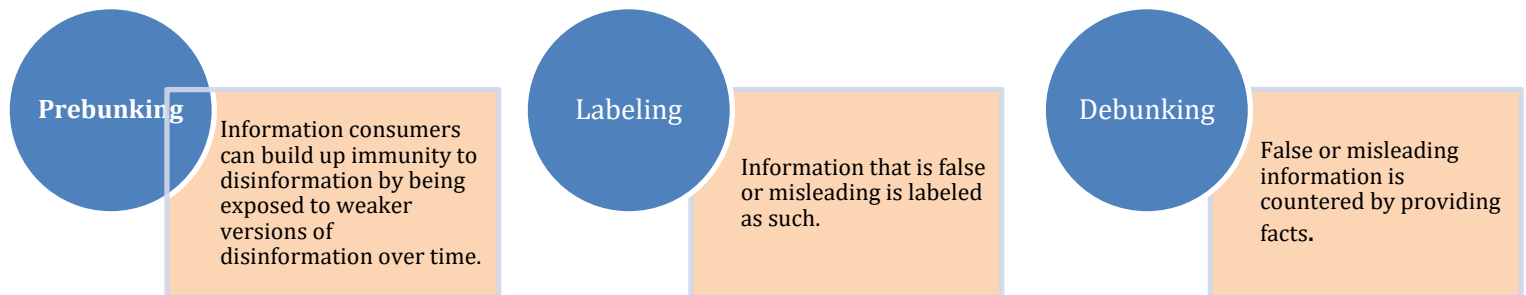 Prebunking
Information consumers
can build up immunity to
disinformation by being
exposed to weaker
versions of
disinformation over time.
Labeling
Information that is false
or misleading is labeled
as such.
Debunking
False or misleading
information is
countered by providing
facts.